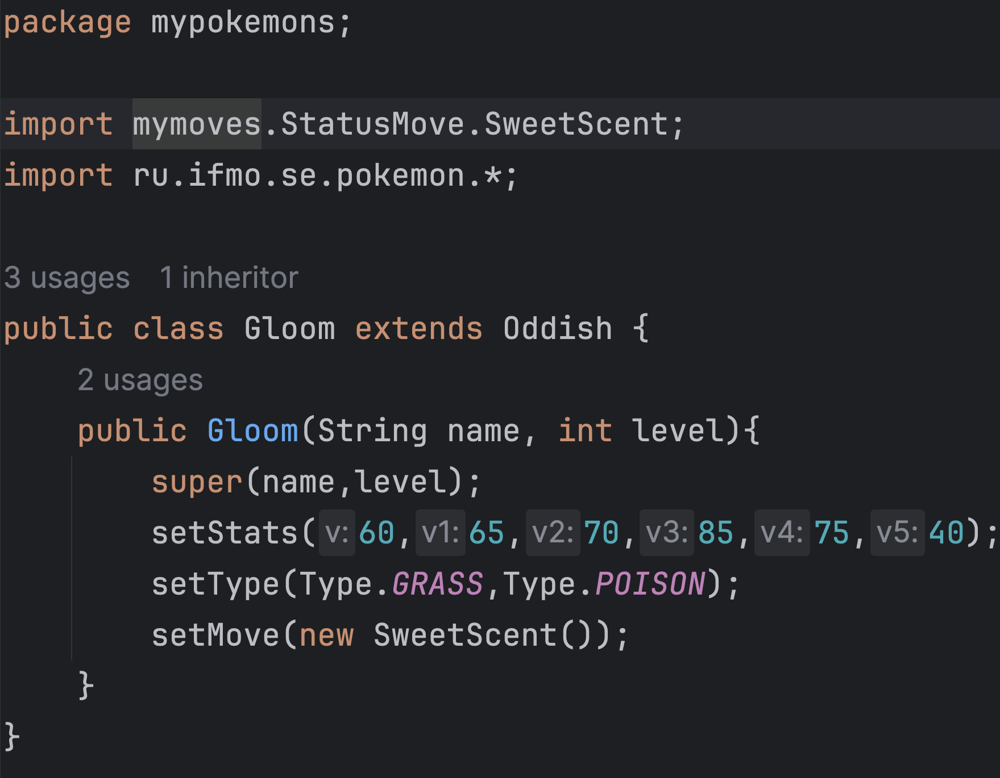 package mypokemons;
import mymoves.StatusMove.SweetScent;
import ru.ifmo.se.pokemon.*;
3 usages 1 inheritor
public class Gloom extends Oddish {
2 usages
public Gloom(String name, int level){
super(name,level);
setStats( v: 60, v1: 65, v2: 70, v3: 85, v4: 75, v5: 40);
setType(Type.GRASS,Type.POISON);
setMove(new SweetScent());
}
}